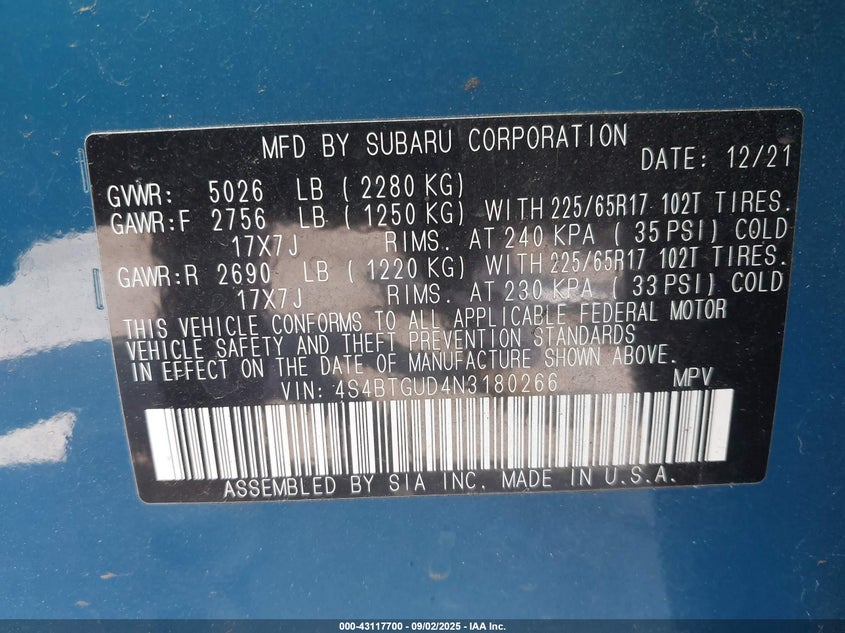 MFD BY SUBARU CORPORATION
DATE: 12/21
GVWR: 5026 LB ( 2280 KG)
GAWR:F 2756 LB ( 1250 KG) WITH 225/65R17 102T TIRES.
17X7J RIMS. AT 240 KPA ( 35 PSI) COLD
GAWR:R 2690 LB ( 1220 KG) WITH 225/65R17 102T TIRES.
17X7J RIMS. AT 230 KPA ( 33 PSI) COLD
THIS VEHICLE CONFORMS TO ALL APPLICABLE FEDERAL MOTOR
VEHICLE SAFETY AND THEFT PREVENTION STANDARDS
IN EFFECT ON THE DATE OF MANUFACTURE SHOWN ABOVE.
VIN: 4S4BTGUD4N3180266 MPV
ASSEMBLED BY SIA INC. MADE IN U.S.A.
000-43117700 - 09/02/2025 - IAA Inc.